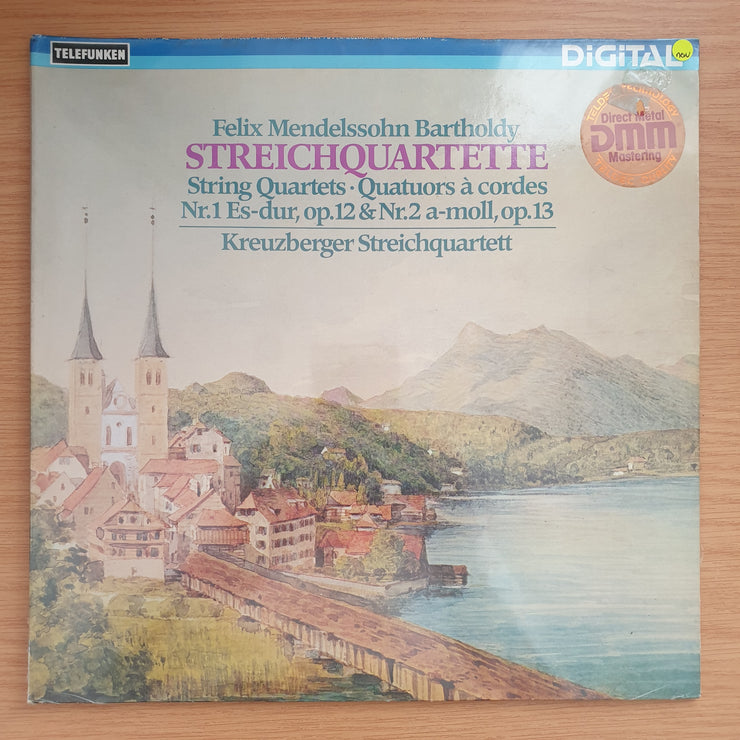 TELEFUNKEN
DiGiTAL
new
Felix Mendelssohn Bartholdy
STREICHQUARTETTE
String Quartets · Quatuors à cordes
Nr.1 Es-dur, op.12 & Nr.2 a-moll, op.13
Kreuzberger Streichquartett
Direct Metal
DMM
Mastering